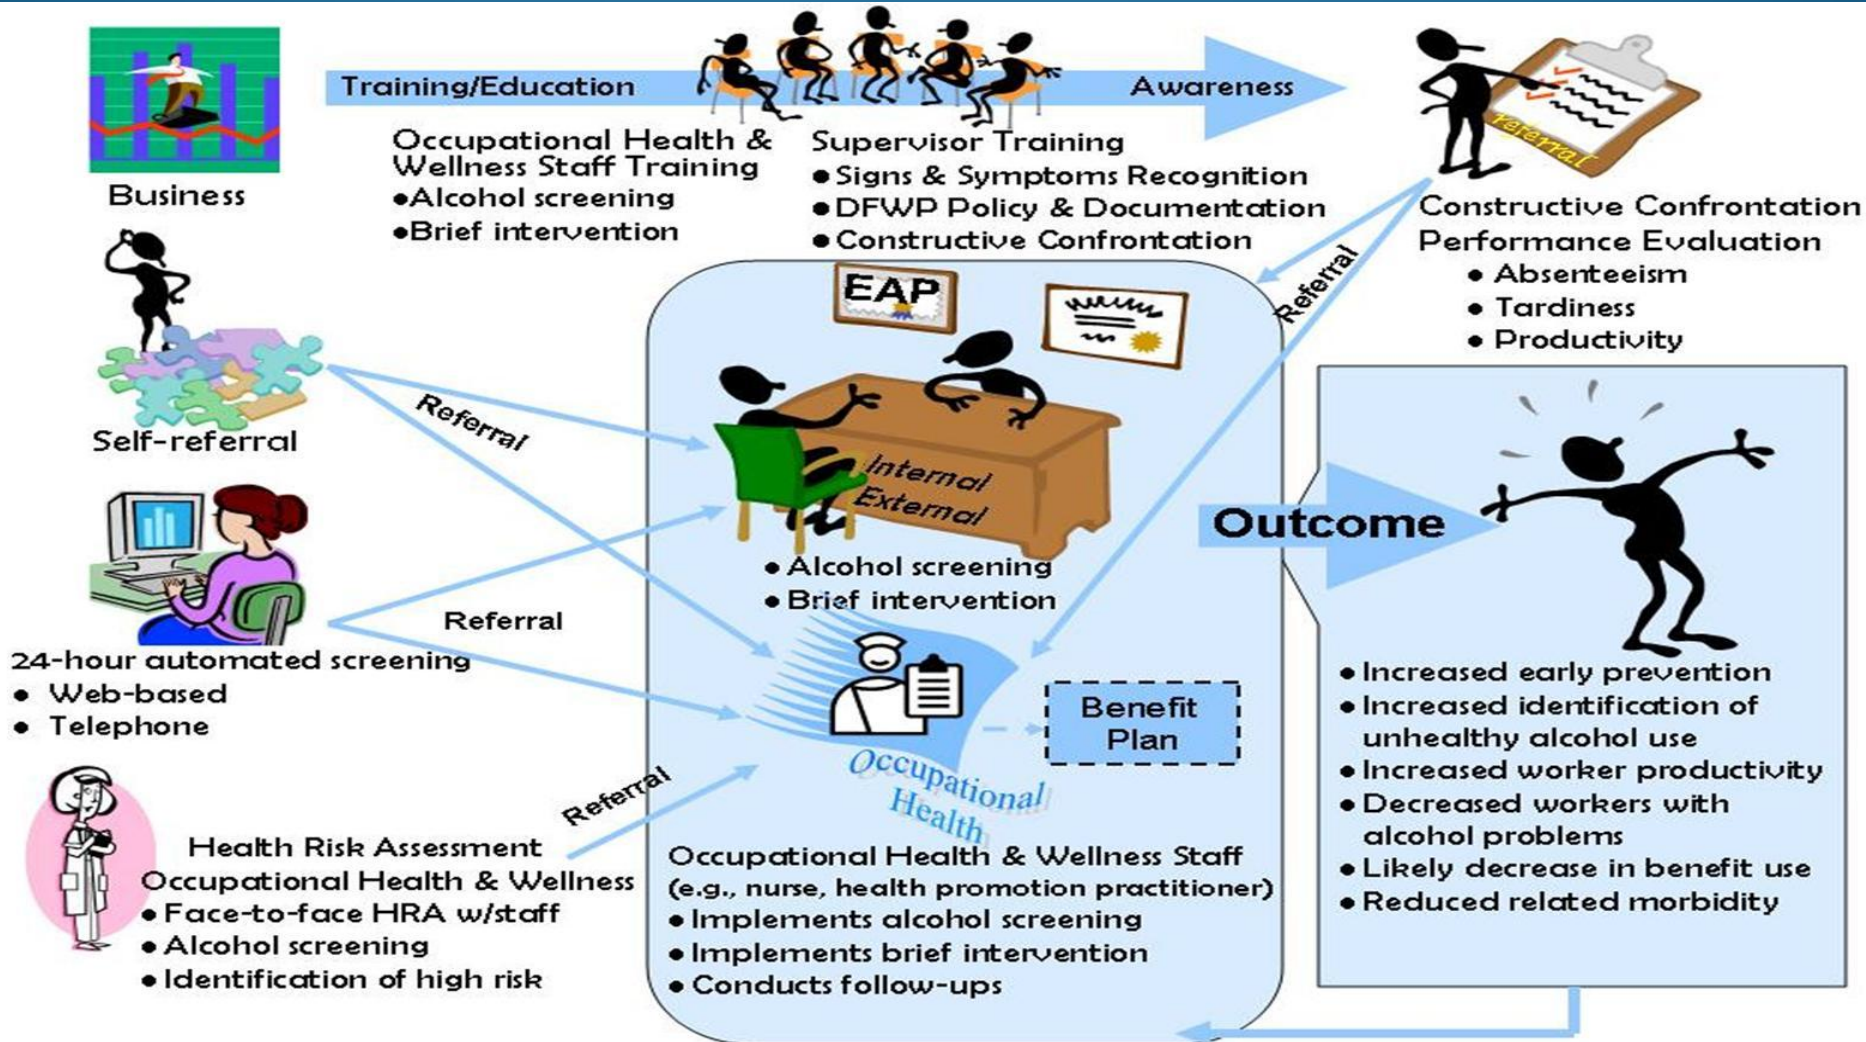 Training/Education
Awareness
referral
Business
Occupational Health &
Wellness Staff Training
●Alcohol screening
●Brief intervention
Supervisor Training
●Signs & Symptoms Recognition
●DFWP Policy & Documentation
●Constructive Confrontation
Constructive Confrontation
Performance Evaluation
● Absenteeism
● Tardiness
● Productivity
Referral
Self-referral
Referral
24-hour automated screening
● Web-based
● Telephone
Referral
Health Risk Assessment
Occupational Health & Wellness
●Face-to-face HRA w/staff
●Alcohol screening
●Identification of high risk
Referral
EAP
Internal
External
●Alcohol screening
●Brief intervention
Benefit
Plan
Occupational
Health
Occupational Health & Wellness Staff
(e.g., nurse, health promotion practitioner)
●Implements alcohol screening
●Implements brief intervention
●Conducts follow-ups
Outcome
●Increased early prevention
●Increased identification of
unhealthy alcohol use
●Increased worker productivity
●Decreased workers with
alcohol problems
●Likely decrease in benefit use
●Reduced related morbidity